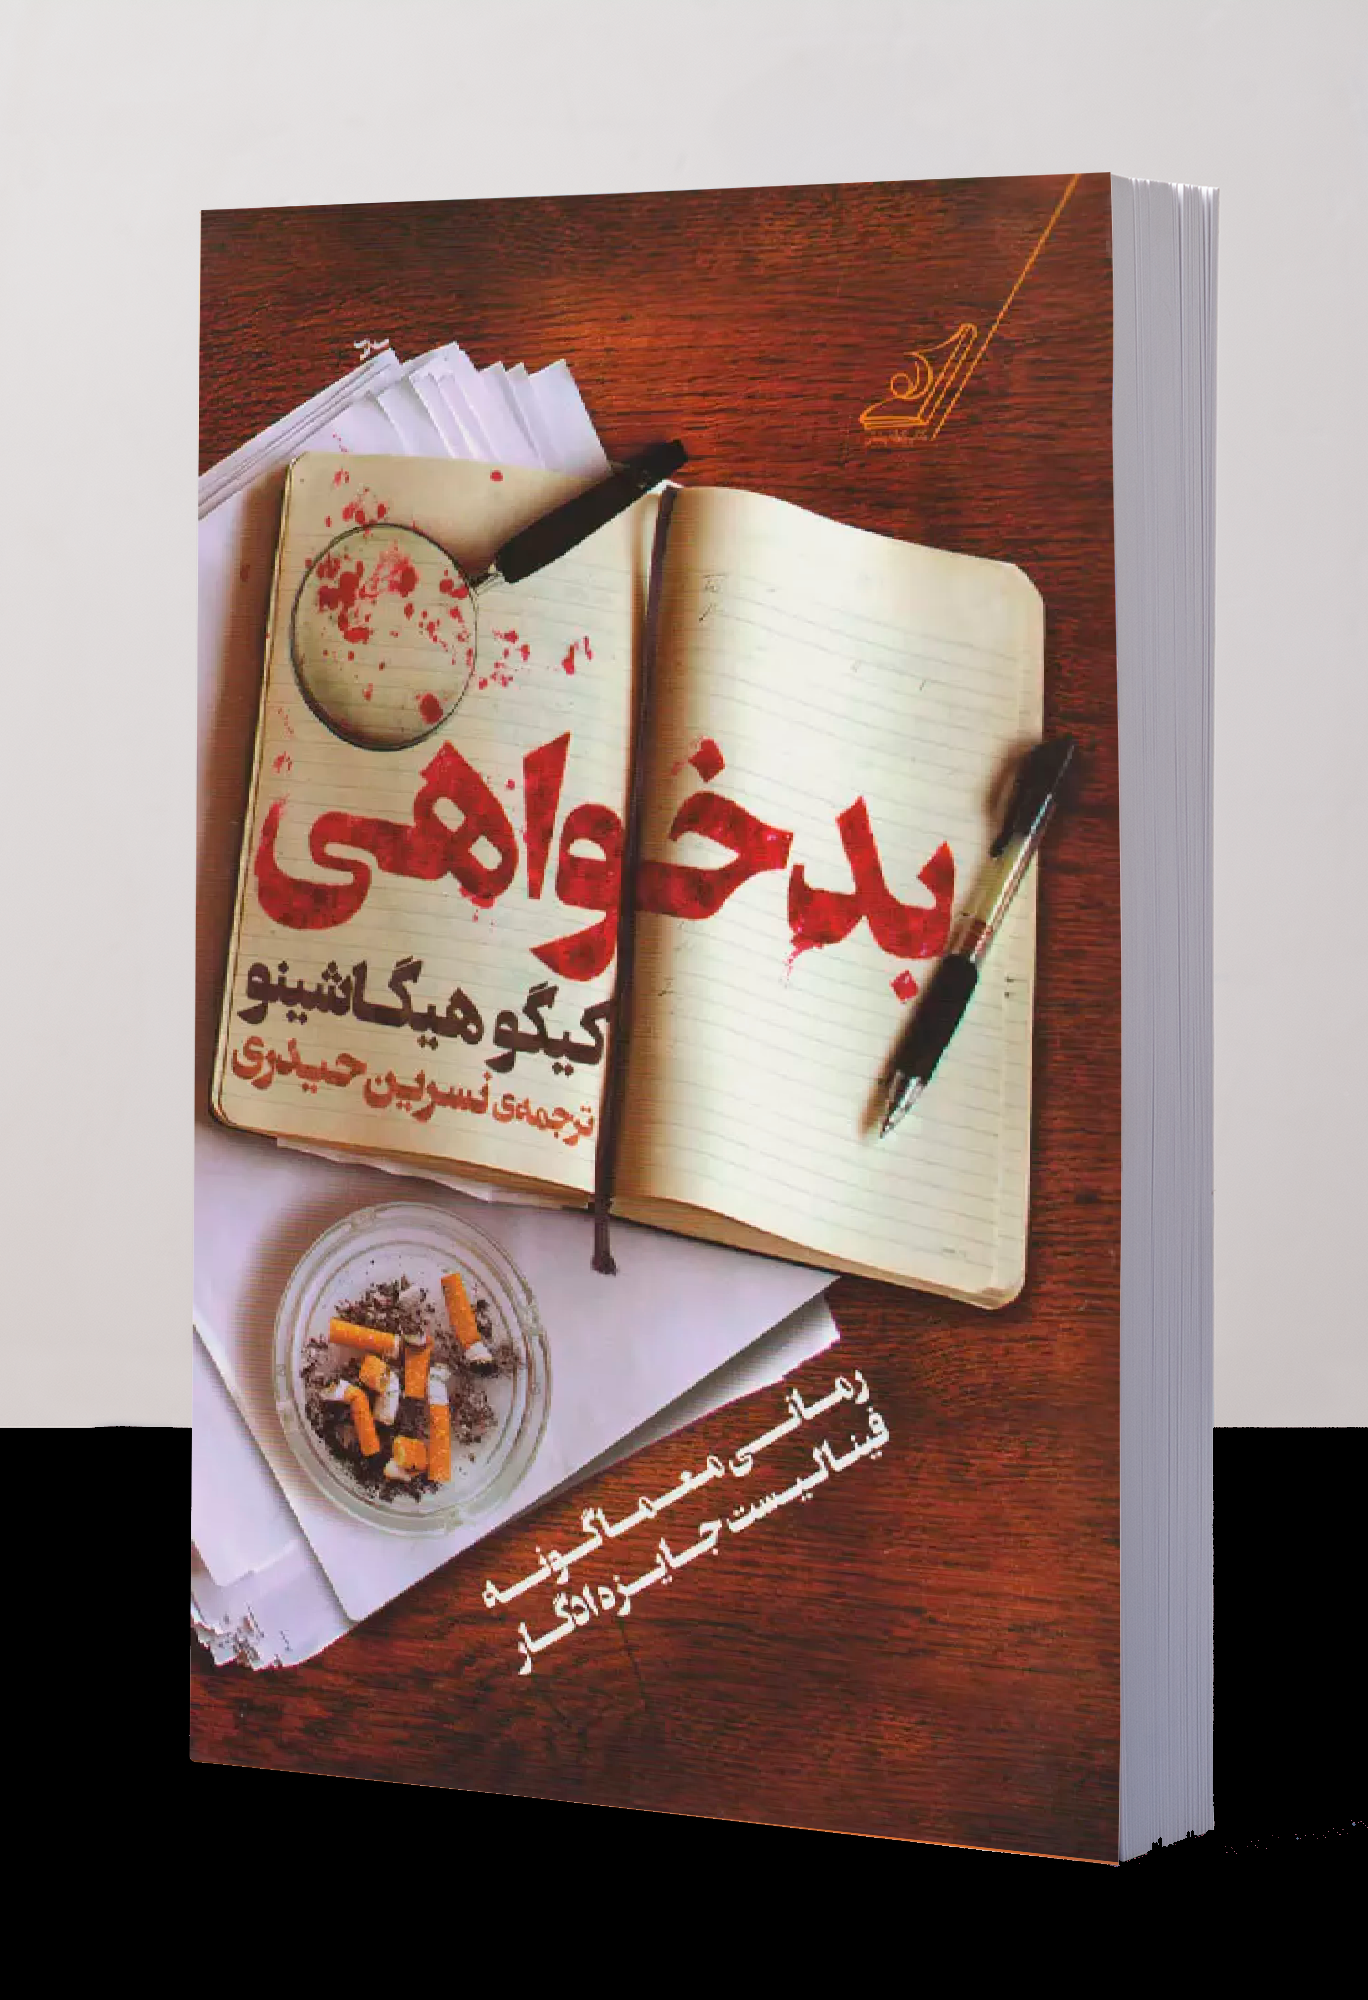 بدخواهی
کیگو هیگاشینو
ترجمه‌ی نسرین حیدری
رمانی معماگونه
فینالیست جایزه ادگار